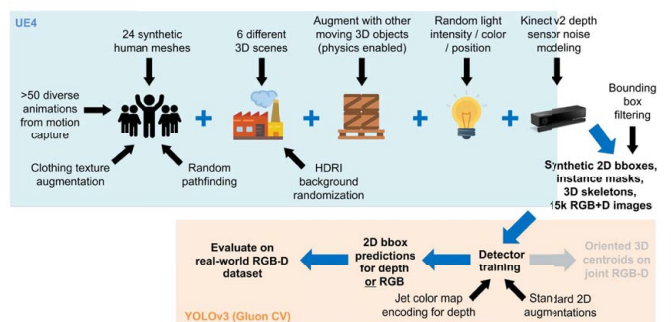 UE4
24 synthetic
human meshes
6 different
3D scenes
Augment with other
moving 3D objects
(physics enabled)
Random light
intensity / color
/ position
Kinect v2 depth
sensor noise
modeling
>50 diverse
animations
from motion
capture
Bounding
box
filtering
Clothing texture
augmentation
Random
pathfinding
HDRI
background
randomization
Synthetic 2D bboxes,
instance masks,
3D skeletons,
15k RGB+D images
Evaluate on
real-world RGB-D
dataset
2D bbox
predictions
for depth
or RGB
Detector
training
Oriented 3D
centroids on
joint RGB-D
Jet color map
encoding for depth
Standard 2D
augmentations
YOLOv3 (Gluon CV)